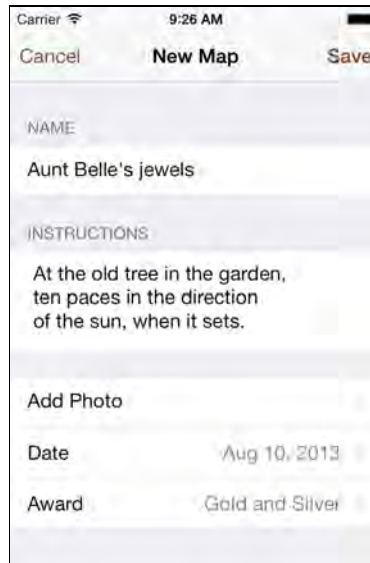 Carrier 9:26 AM
Cancel New Map Save
NAME
Aunt Belle's jewels
INSTRUCTIONS
At the old tree in the garden,
ten paces in the direction
of the sun, when it sets.
Add Photo
Date Aug 10, 2013
Award Gold and Silver